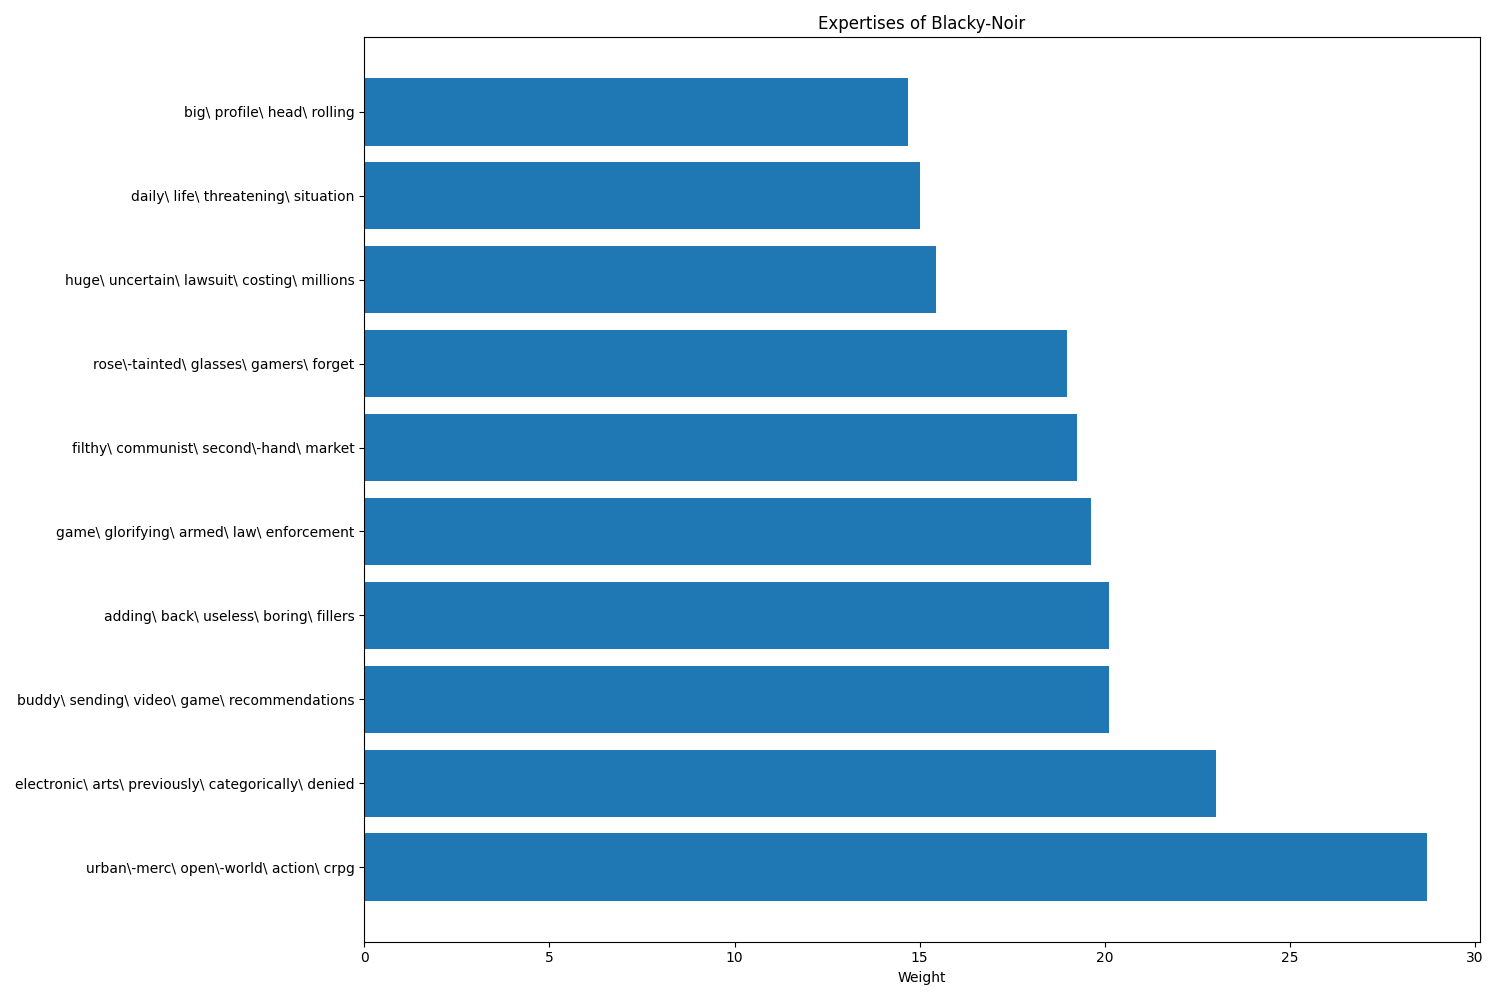 Expertises of Blacky-Noir
big\ profile\ head\ rolling
daily\ life\ threatening\ situation
huge\ uncertain\ lawsuit\ costing\ millions
rose\-tainted\ glasses\ gamers\ forget
filthy\ communist\ second\-hand\ market
game\ glorifying\ armed\ law\ enforcement
adding\ back\ useless\ boring\ fillers
buddy\ sending\ video\ game\ recommendations
electronic\ arts\ previously\ categorically\ denied
urban\-merc\ open\-world\ action\ crpg
0 5 10 15 20 25 30
Weight